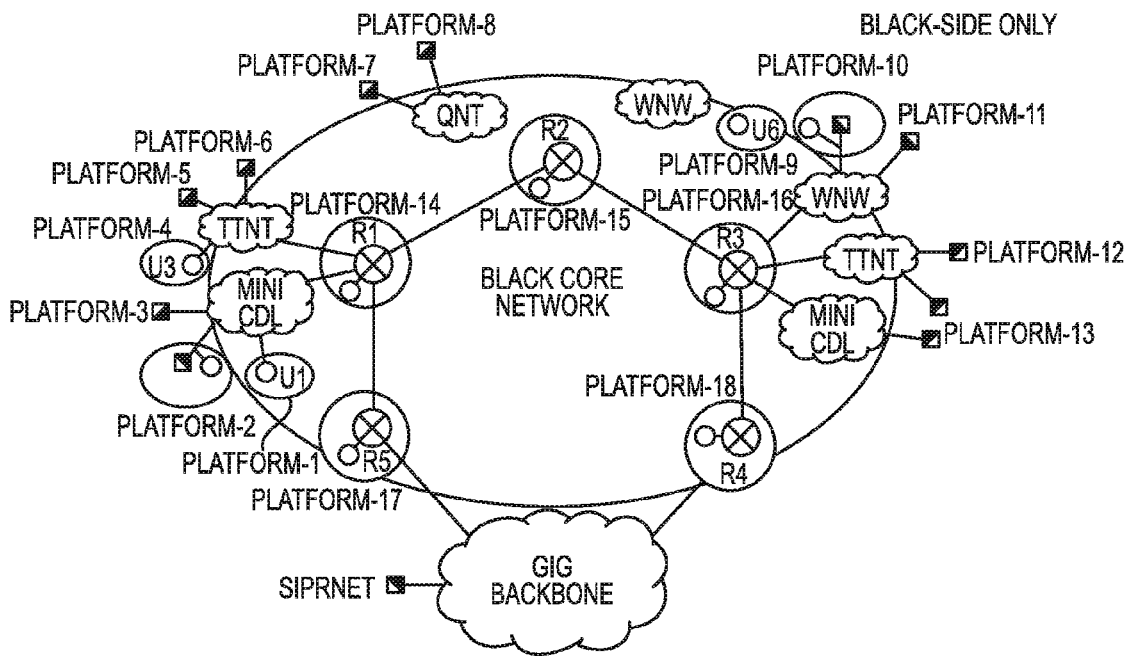 PLATFORM-8
BLACK-SIDE ONLY
PLATFORM-7
PLATFORM-10
QNT
WNW
PLATFORM-11
PLATFORM-6
R2
U6
PLATFORM-5
PLATFORM-9
PLATFORM-14
PLATFORM-15
PLATFORM-16
WNW
PLATFORM-4
TTNT
R1
R3
PLATFORM-12
U3
TTNT
MINI
CDL
BLACK CORE
NETWORK
PLATFORM-3
MINI
CDL
PLATFORM-13
U1
PLATFORM-18
PLATFORM-2
PLATFORM-1
R5
R4
PLATFORM-17
GIG
BACKBONE
SIPRNET